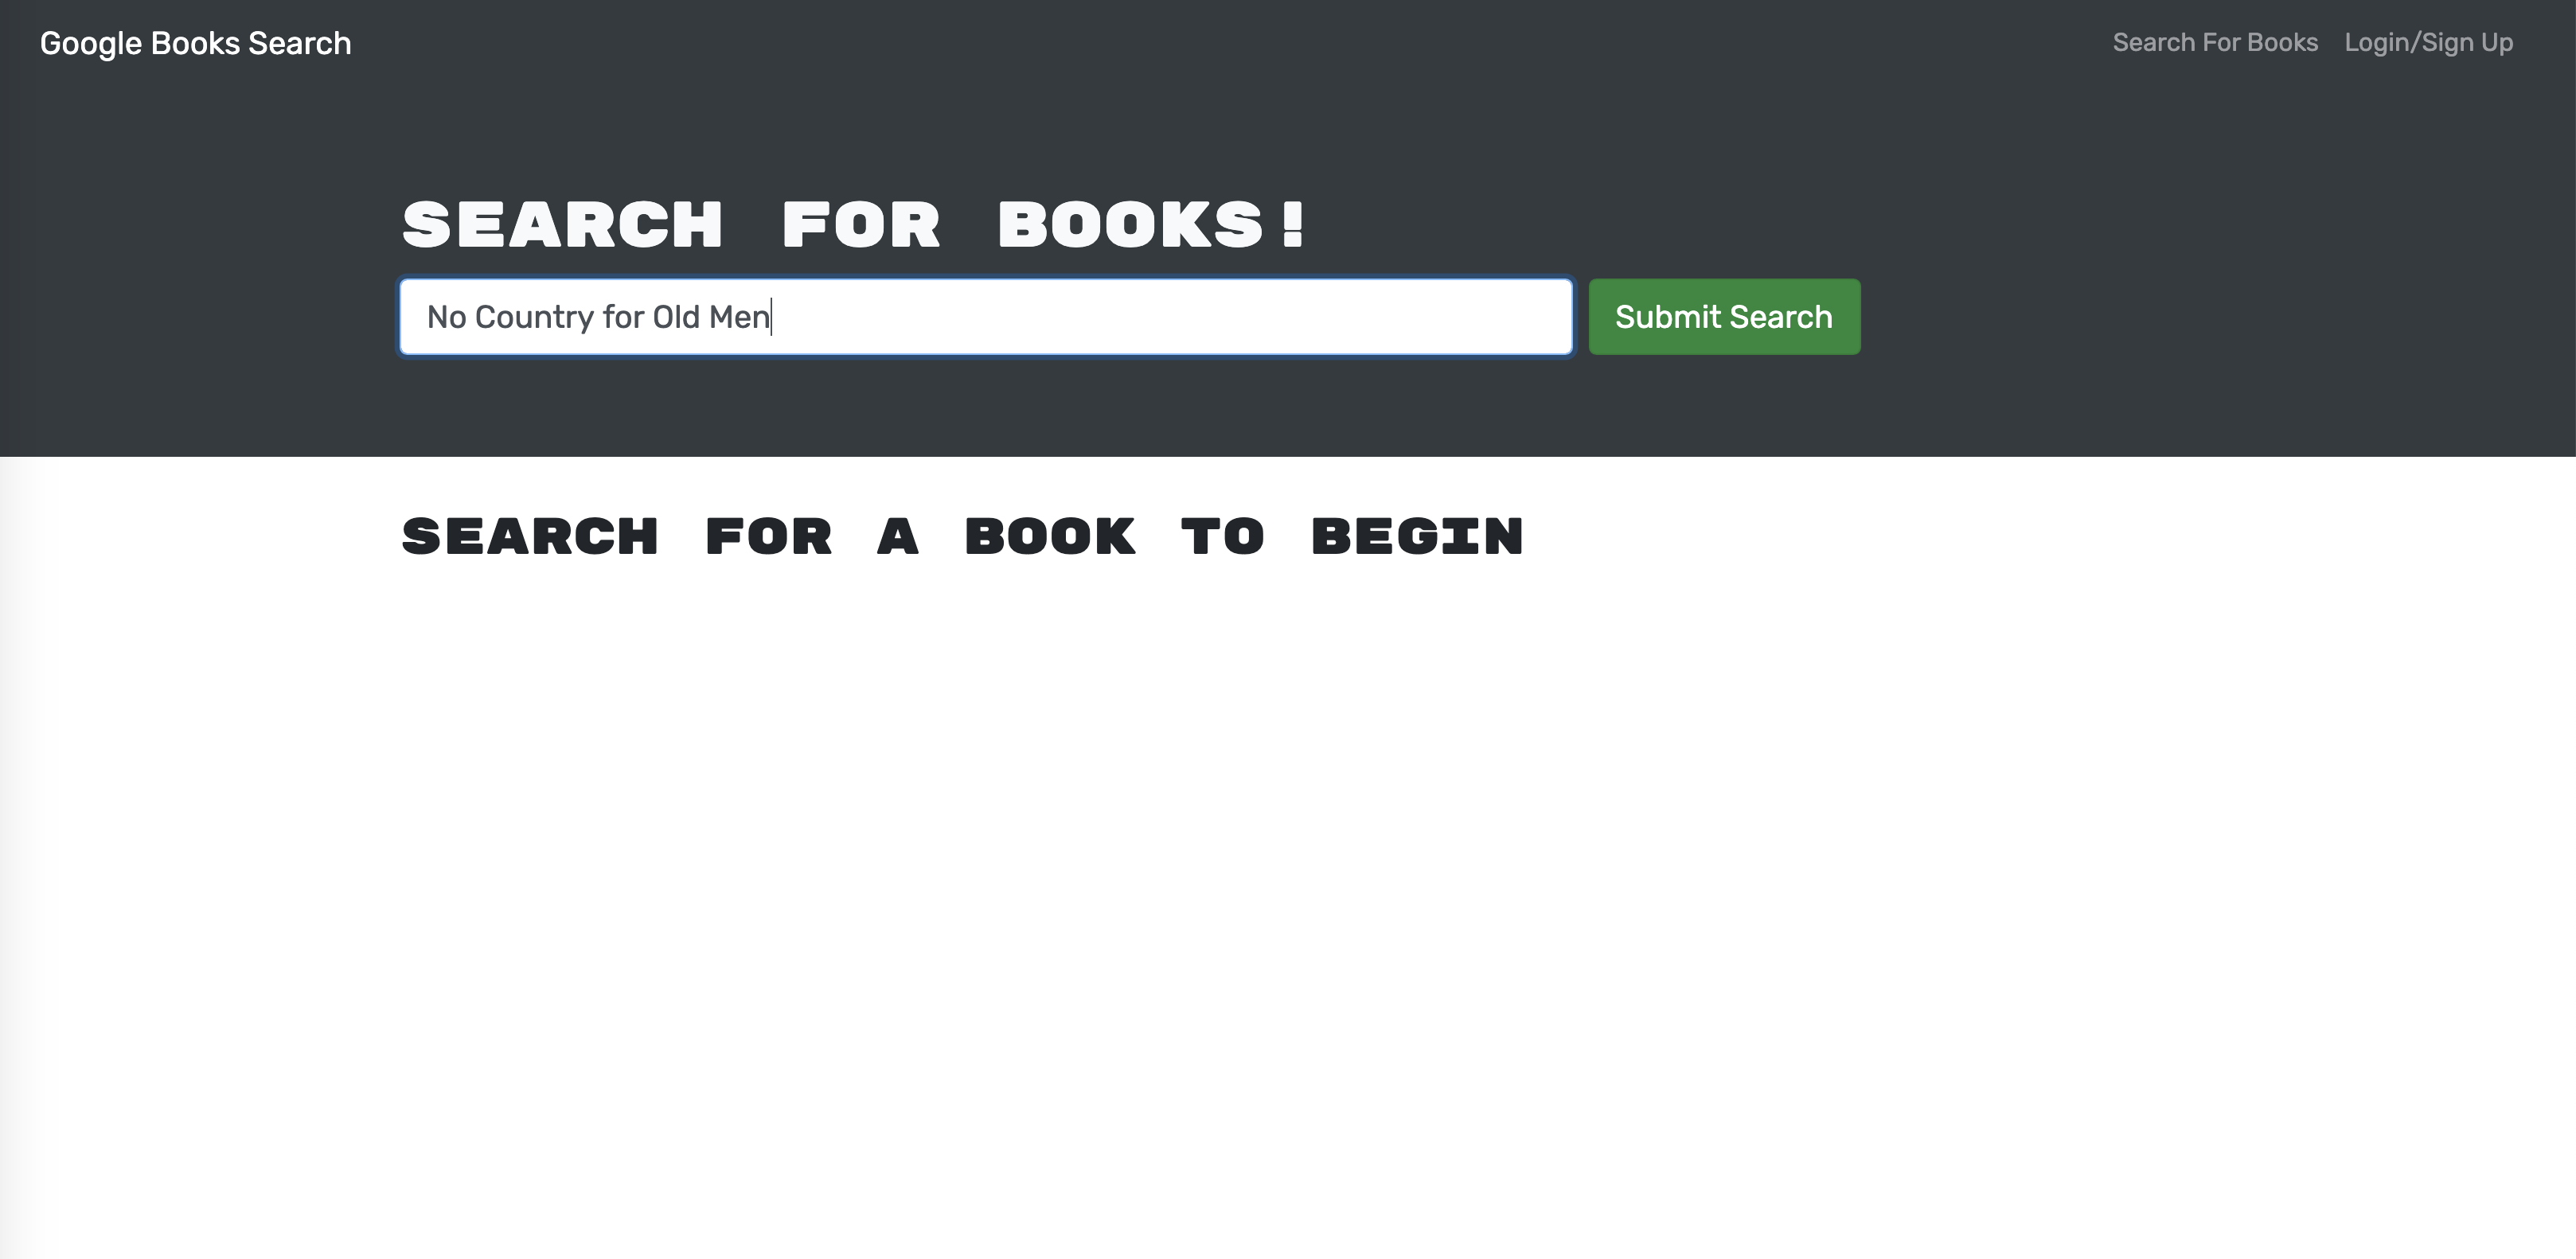 Google Books Search
Search For Books
Login/Sign Up
SEARCH FOR BOOKS!
No Country for Old Men
Submit Search
SEARCH FOR A BOOK TO BEGIN